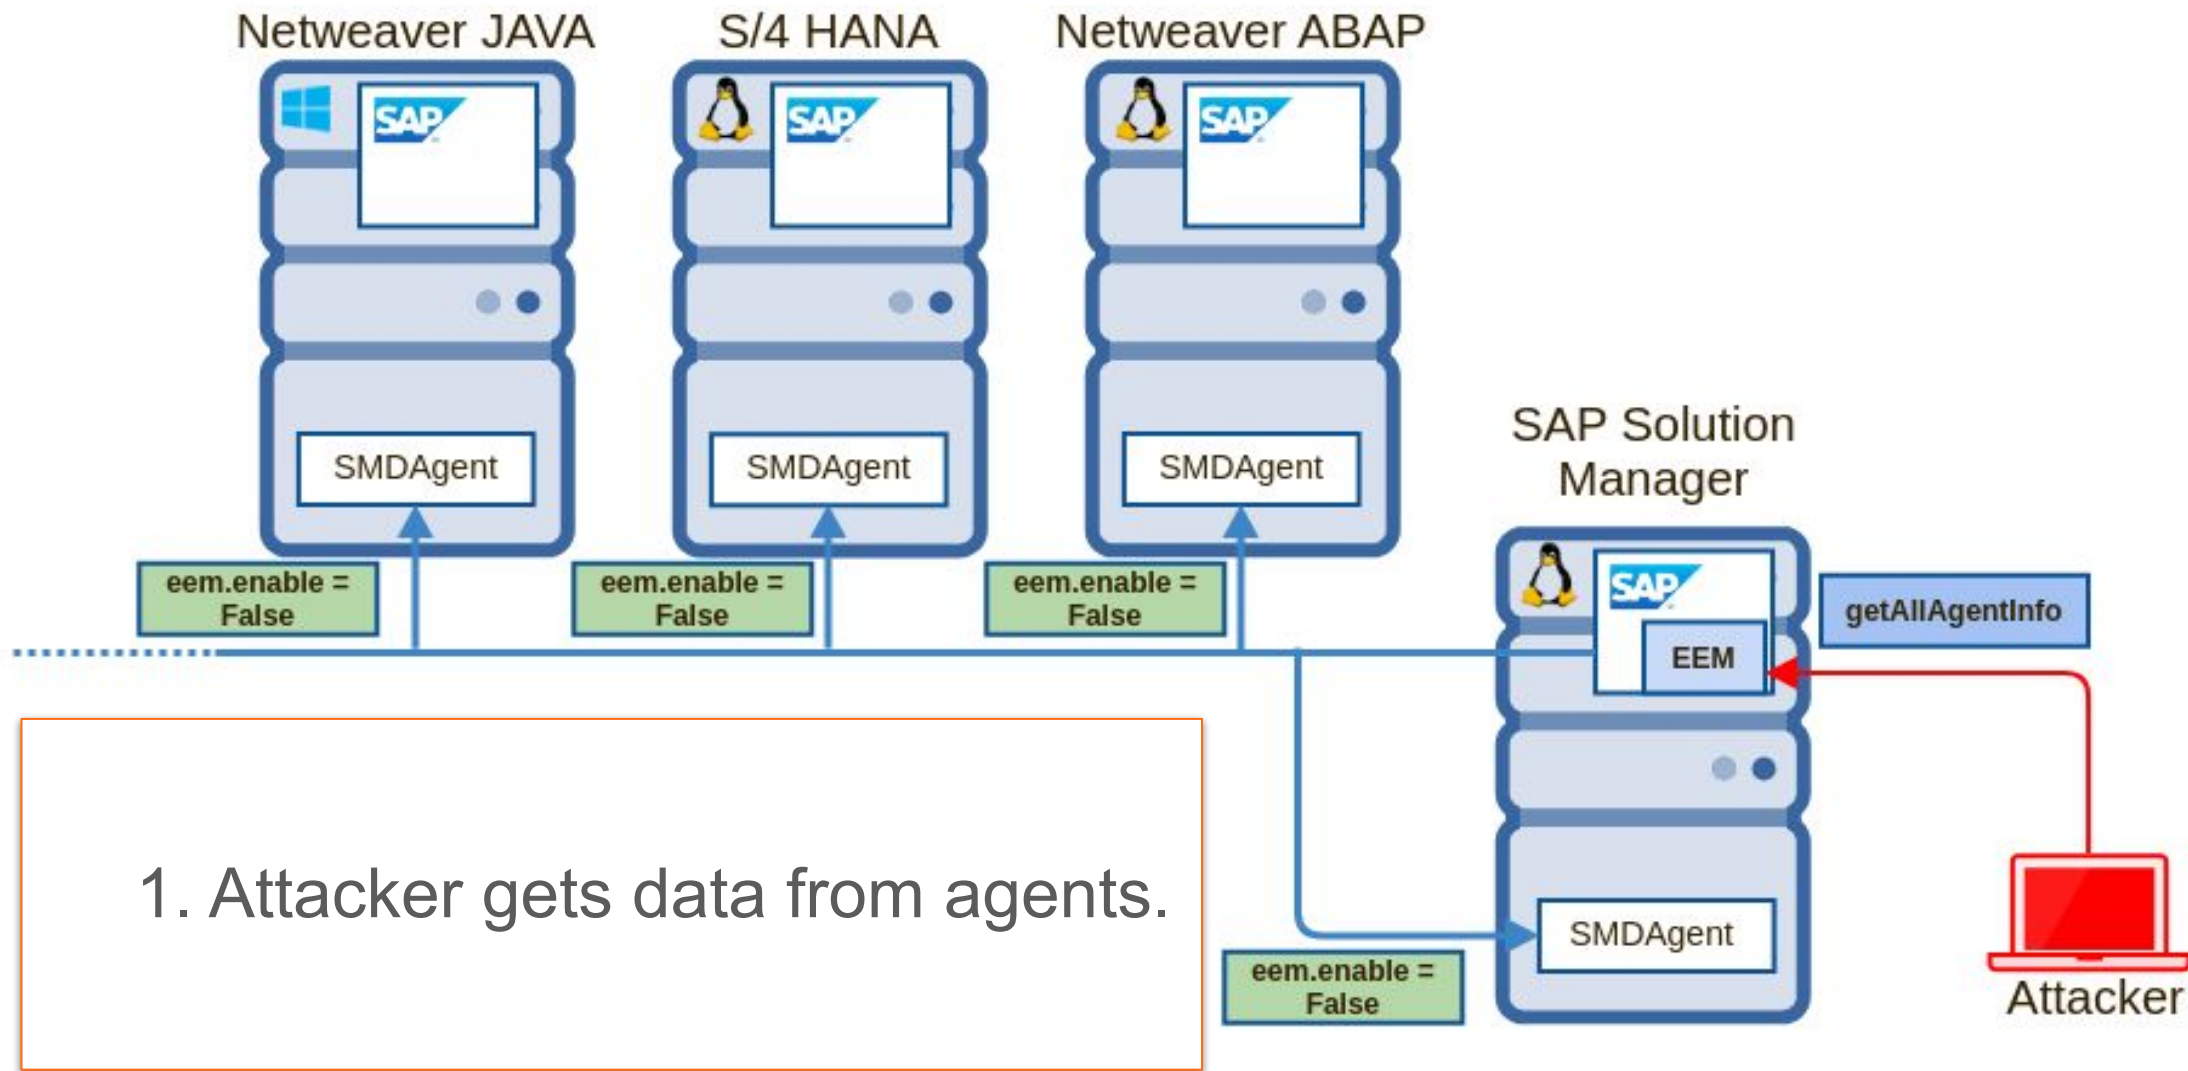 Netweaver JAVA
S/4 HANA
Netweaver ABAP
SAP
SAP
SAP
SMDAgent
SMDAgent
SMDAgent
SAP Solution
Manager
eem.enable =
False
eem.enable =
False
eem.enable =
False
SAP
getAllAgentInfo
EEM
1. Attacker gets data from agents.
SMDAgent
eem.enable =
False
Attacker